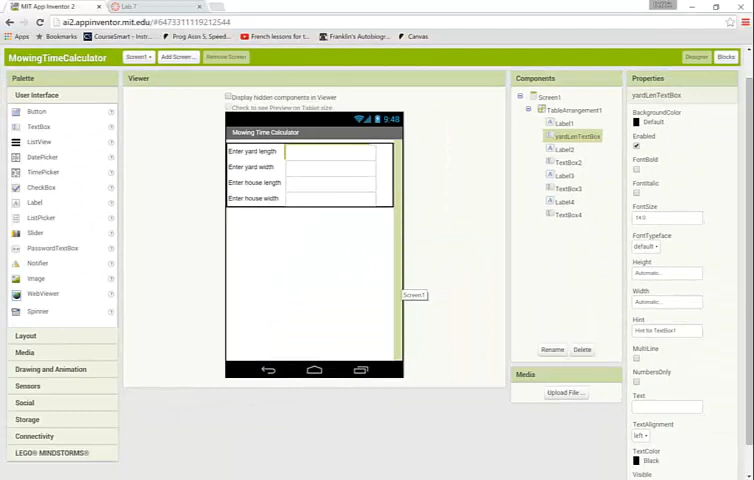 MIT App Inventor 2
Lab 7
ai2.appinventor.mit.edu/#6473311119212544
Apps
Bookmarks
CourseSmart - Instr...
Prog Assn 5, Speed...
French lessons for t...
Franklin's Autobiogr...
Canvas
MowingTimeCalculator
Screen1
Add Screen...
Remove Screen
Designer
Blocks
Palette
Viewer
Components
Properties
User Interface
Button
TextBox
ListView
DatePicker
TimePicker
CheckBox
Label
ListPicker
Slider
PasswordTextBox
Notifier
Image
WebViewer
Spinner
Layout
Media
Drawing and Animation
Sensors
Social
Storage
Connectivity
LEGO® MINDSTORMS®
Display hidden components in Viewer
Check to see Preview on Tablet size.
9:48
Mowing Time Calculator
Enter yard length
Enter yard width
Enter house length
Enter house width
Screen1
Screen1
TableArrangement1
Label1
yardLenTextBox
Label2
TextBox2
Label3
TextBox3
Label4
TextBox4
Rename
Delete
Media
Upload File ...
yardLenTextBox
BackgroundColor
Default
Enabled
FontBold
FontItalic
FontSize
14.0
FontTypeface
default
Height
Automatic...
Width
Automatic...
Hint
Hint for TextBox1
MultiLine
NumbersOnly
Text
TextAlignment
left
TextColor
Black
Visible